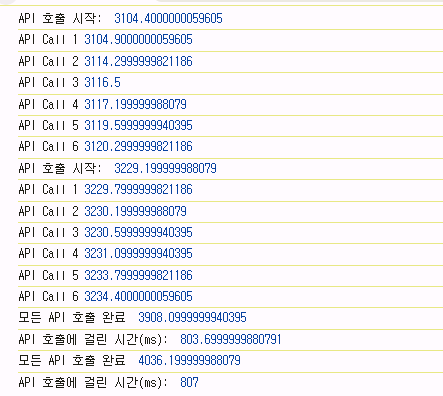 API 호출 시작:  3104.4000000059605
API Call 1 3104.9000000059605
API Call 2 3114.2999999821186
API Call 3 3116.5
API Call 4 3117.199999988079
API Call 5 3119.5999999940395
API Call 6 3120.2999999821186
API 호출 시작:  3229.199999988079
API Call 1 3229.7999999821186
API Call 2 3230.199999988079
API Call 3 3230.5999999940395
API Call 4 3231.0999999940395
API Call 5 3233.7999999821186
API Call 6 3234.4000000059605
모든 API 호출 완료  3908.0999999940395
API 호출에 걸린 시간(ms):  803.6999999880791
모든 API 호출 완료  4036.199999988079
API 호출에 걸린 시간(ms):  807